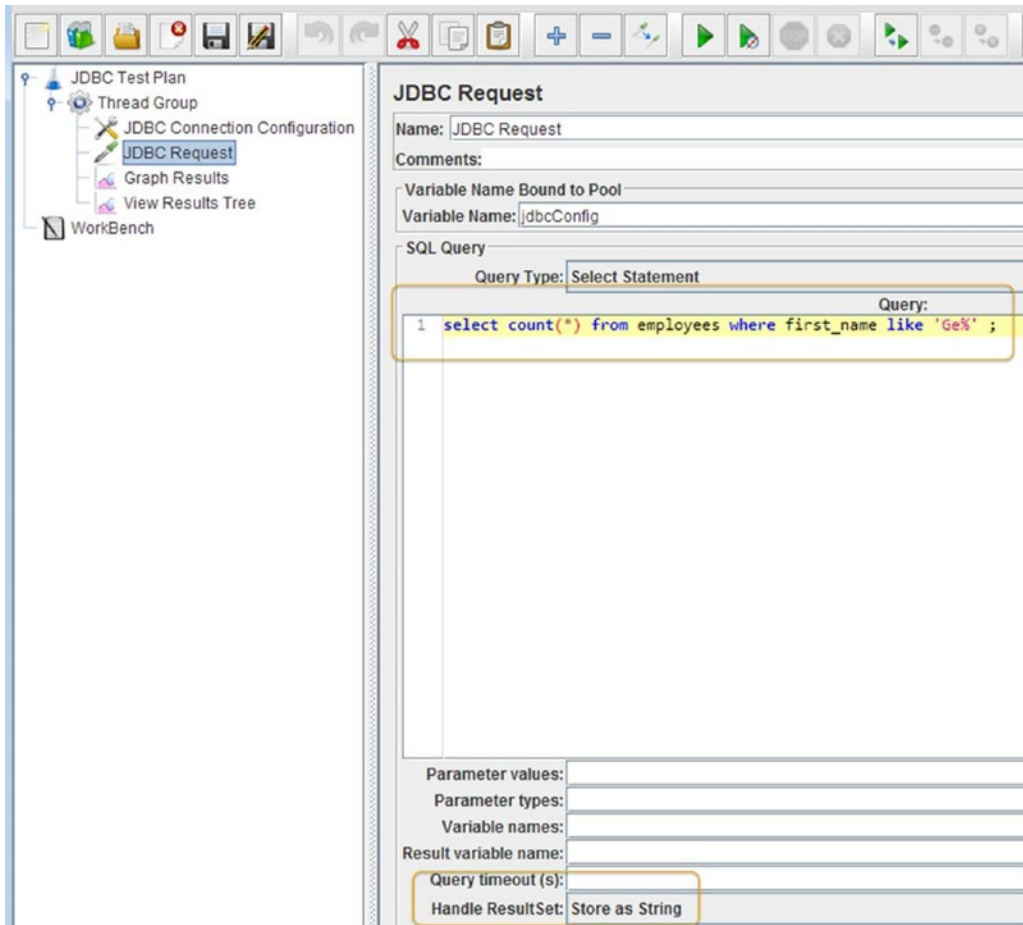 JDBC Test Plan
Thread Group
JDBC Connection Configuration
JDBC Request
Graph Results
View Results Tree
WorkBench
JDBC Request
Name: JDBC Request
Comments:
Variable Name Bound to Pool
Variable Name: jdbcConfig
SQL Query
Query Type: Select Statement
Query:
1 select count(*) from employees where first_name like 'Ge%' ;
Parameter values:
Parameter types:
Variable names:
Result variable name:
Query timeout (s):
Handle ResultSet: Store as String